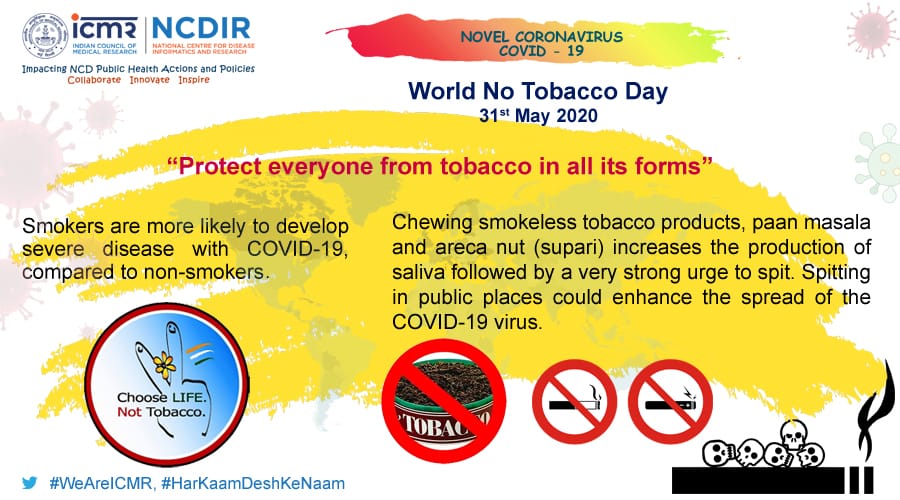 icmr
INDIAN COUNCIL OF
MEDICAL RESEARCH
NCDIR
NATIONAL CENTRE FOR DISEASE
INFORMATICS AND RESEARCH
Impacting NCD Public Health Actions and Policies
Collaborate Innovate Inspire
NOVEL CORONAVIRUS
COVID - 19
World No Tobacco Day
31st May 2020
“Protect everyone from tobacco in all its forms”
Smokers are more likely to develop
severe disease with COVID-19,
compared to non-smokers.
Chewing smokeless tobacco products, paan masala
and areca nut (supari) increases the production of
saliva followed by a very strong urge to spit. Spitting
in public places could enhance the spread of the
COVID-19 virus.
Choose LIFE.
Not Tobacco.
TOBACCO
#WeAreICMR, #HarKaamDeshKeNaam